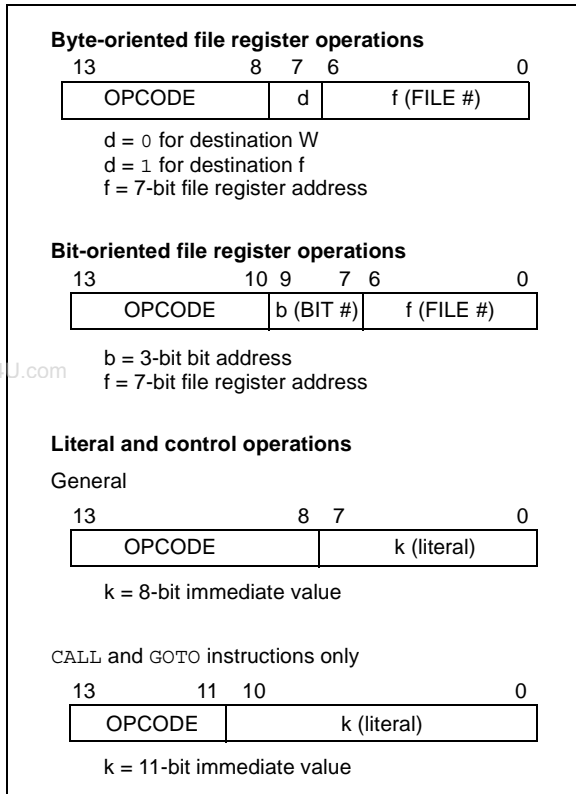 Byte-oriented file register operations
13 8 7 6 0
OPCODE d f (FILE #)
d = 0 for destination W
d = 1 for destination f
f = 7-bit file register address
Bit-oriented file register operations
13 10 9 7 6 0
OPCODE b (BIT #) f (FILE #)
b = 3-bit bit address
U.com
f = 7-bit file register address
Literal and control operations
General
13 8 7 0
OPCODE k (literal)
k = 8-bit immediate value
CALL and GOTO instructions only
13 11 10 0
OPCODE k (literal)
k = 11-bit immediate value